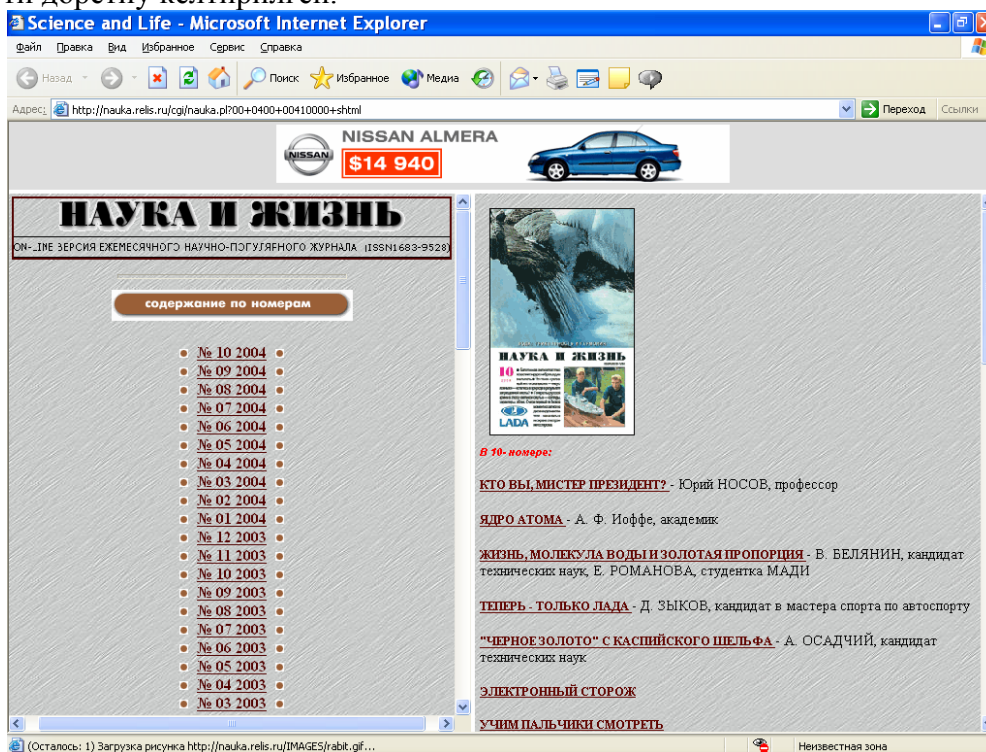 дөретиў келтирилген.
Science and Life - Microsoft Internet Explorer
Файл Правка Вид Избранное Сервис Справка
Назад Поиск Избранное Медиа
Адрес: http://nauka.relis.ru/cgi/nauka.pl?00+0400+00410000+shtml Переход Ссылки
NISSAN ALMERA
NISSAN $14 940
НАУКА И ЖИЗНЬ
ON-LINE ВЕРСИЯ ЕЖЕМЕСЯЧНОГО НАУЧНО-ПОПУЛЯРНОГО ЖУРНАЛА (ISSN1683-9528)
содержание по номерам
• № 10 2004 •
• № 09 2004 •
• № 08 2004 •
• № 07 2004 •
• № 06 2004 •
• № 05 2004 •
• № 04 2004 •
• № 03 2004 •
• № 02 2004 •
• № 01 2004 •
• № 12 2003 •
• № 11 2003 •
• № 10 2003 •
• № 09 2003 •
• № 08 2003 •
• № 07 2003 •
• № 06 2003 •
• № 05 2003 •
• № 04 2003 •
• № 03 2003 •
НАУКА И ЖИЗНЬ
10
LADA
В 10- номере:
КТО ВЫ, МИСТЕР ПРЕЗИДЕНТ? - Юрий НОСОВ, профессор
ЯДРО АТОМА - А. Ф. Иоффе, академик
ЖИЗНЬ, МОЛЕКУЛА ВОДЫ И ЗОЛОТАЯ ПРОПОРЦИЯ - В. БЕЛЯНИН, кандидат
технических наук, Е. РОМАНОВА, студентка МАДИ
ТЕПЕРЬ - ТОЛЬКО ЛАДА - Д. ЗЫКОВ, кандидат в мастера спорта по автоспорту
"ЧЕРНОЕ ЗОЛОТО" С КАСПИЙСКОГО ШЕЛЬФА - А. ОСАДЧИЙ, кандидат
технических наук
ЭЛЕКТРОННЫЙ СТОРОЖ
УЧИМ ПАЛЬЧИКИ СМОТРЕТЬ
(Осталось: 1) Загрузка рисунка http://nauka.relis.ru/IMAGES/rabit.gif... Неизвестная зона